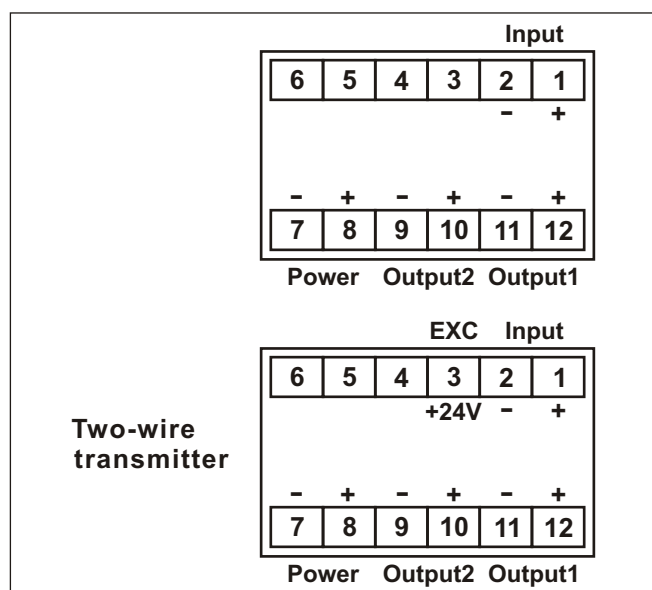 Input
6 5 4 3 2 1
- +
- + - + - +
7 8 9 10 11 12
Power Output2 Output1
EXC Input
6 5 4 3 2 1
+24V - +
Two-wire
transmitter
- + - + - +
7 8 9 10 11 12
Power Output2 Output1